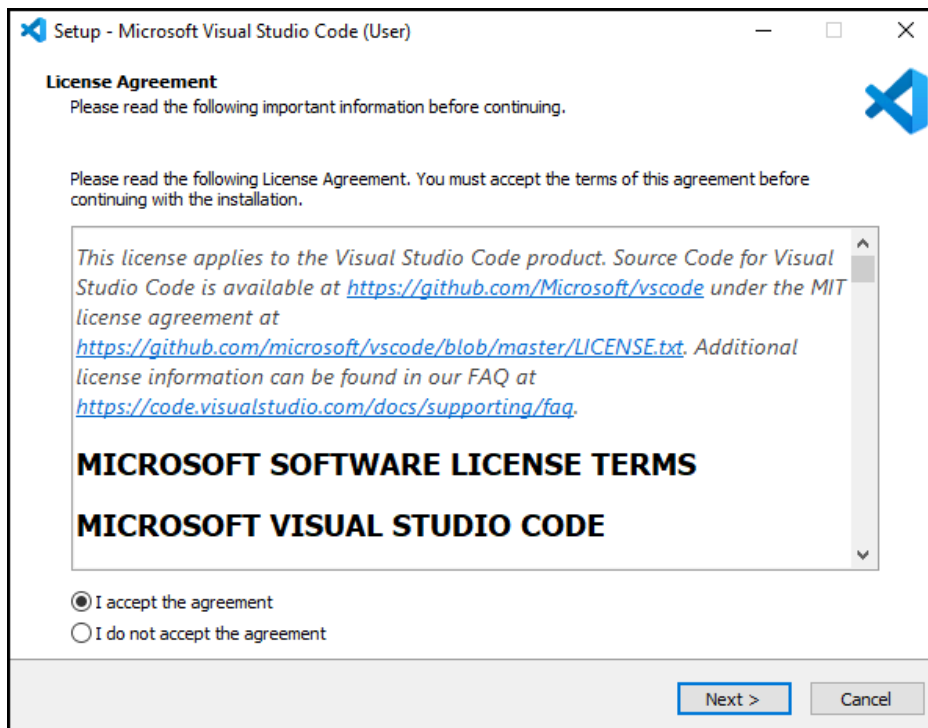 Setup - Microsoft Visual Studio Code (User)
License Agreement
Please read the following important information before continuing.
Please read the following License Agreement. You must accept the terms of this agreement before
continuing with the installation.
This license applies to the Visual Studio Code product. Source Code for Visual
Studio Code is available at https://github.com/Microsoft/vscode under the MIT
license agreement at
https://github.com/microsoft/vscode/blob/master/LICENSE.txt. Additional
license information can be found in our FAQ at
https://code.visualstudio.com/docs/supporting/faq.
MICROSOFT SOFTWARE LICENSE TERMS
MICROSOFT VISUAL STUDIO CODE
I accept the agreement
I do not accept the agreement
Next >
Cancel